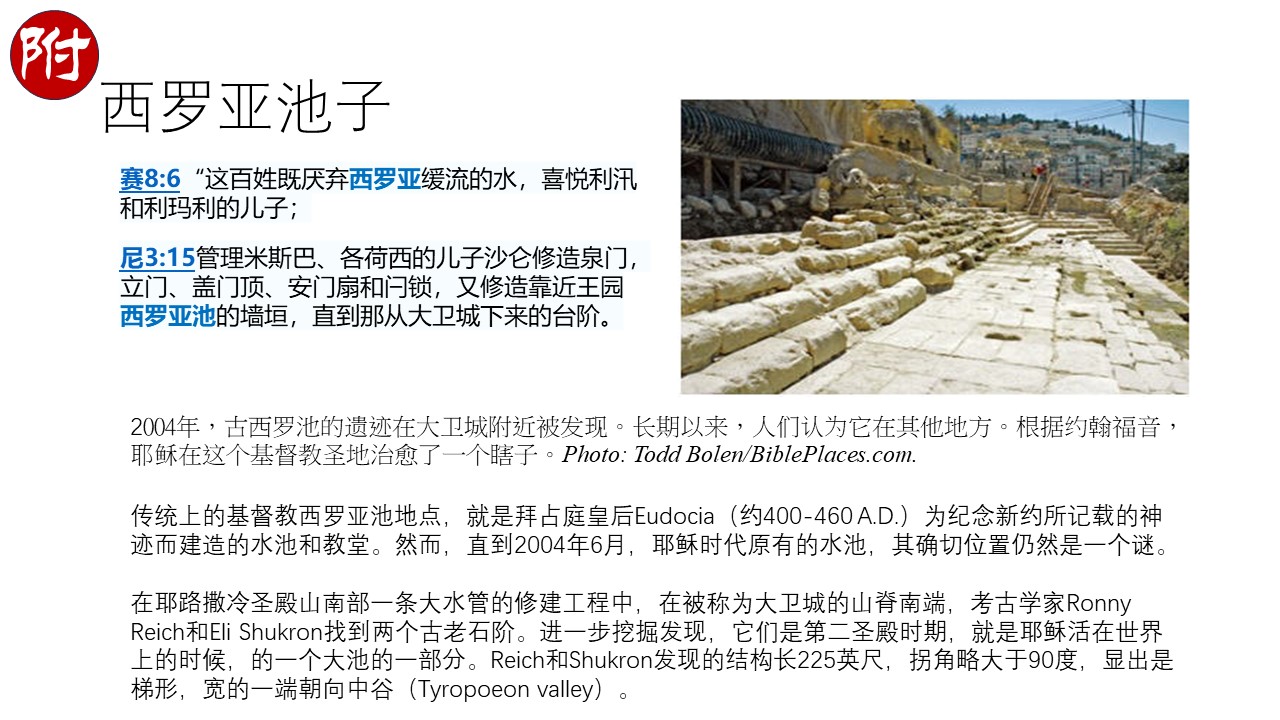 附
西罗亚池子
赛8:6 “这百姓既厌弃西罗亚缓流的水，喜悦利汛
和利玛利的儿子；
尼3:15管理米斯巴、各荷西的儿子沙仑修造泉门，
立门、盖门顶、安门扇和闩锁，又修造靠近王园
西罗亚池的墙垣，直到那从大卫城下来的台阶。
2004年，古西罗池的遗迹在大卫城附近被发现。长期以来，人们认为它在其他地方。根据约翰福音，
耶稣在这个基督教圣地治愈了一个瞎子。Photo: Todd Bolen/BiblePlaces.com.
传统上的基督教西罗亚池地点，就是拜占庭皇后Eudocia（约400-460 A.D.）为纪念新约所记载的神
迹而建造的水池和教堂。然而，直到2004年6月，耶稣时代原有的水池，其确切位置仍然是一个谜。
在耶路撒冷圣殿山南部一条大水管的修建工程中，在被称为大卫城的山脊南端，考古学家Ronny
Reich和Eli Shukron找到两个古老石阶。进一步挖掘发现，它们是第二圣殿时期，就是耶稣活在世界
上的时候，的一个大池的一部分。Reich和Shukron发现的结构长225英尺，拐角略大于90度，显出是
梯形，宽的一端朝向中谷（Tyropoeon valley）。